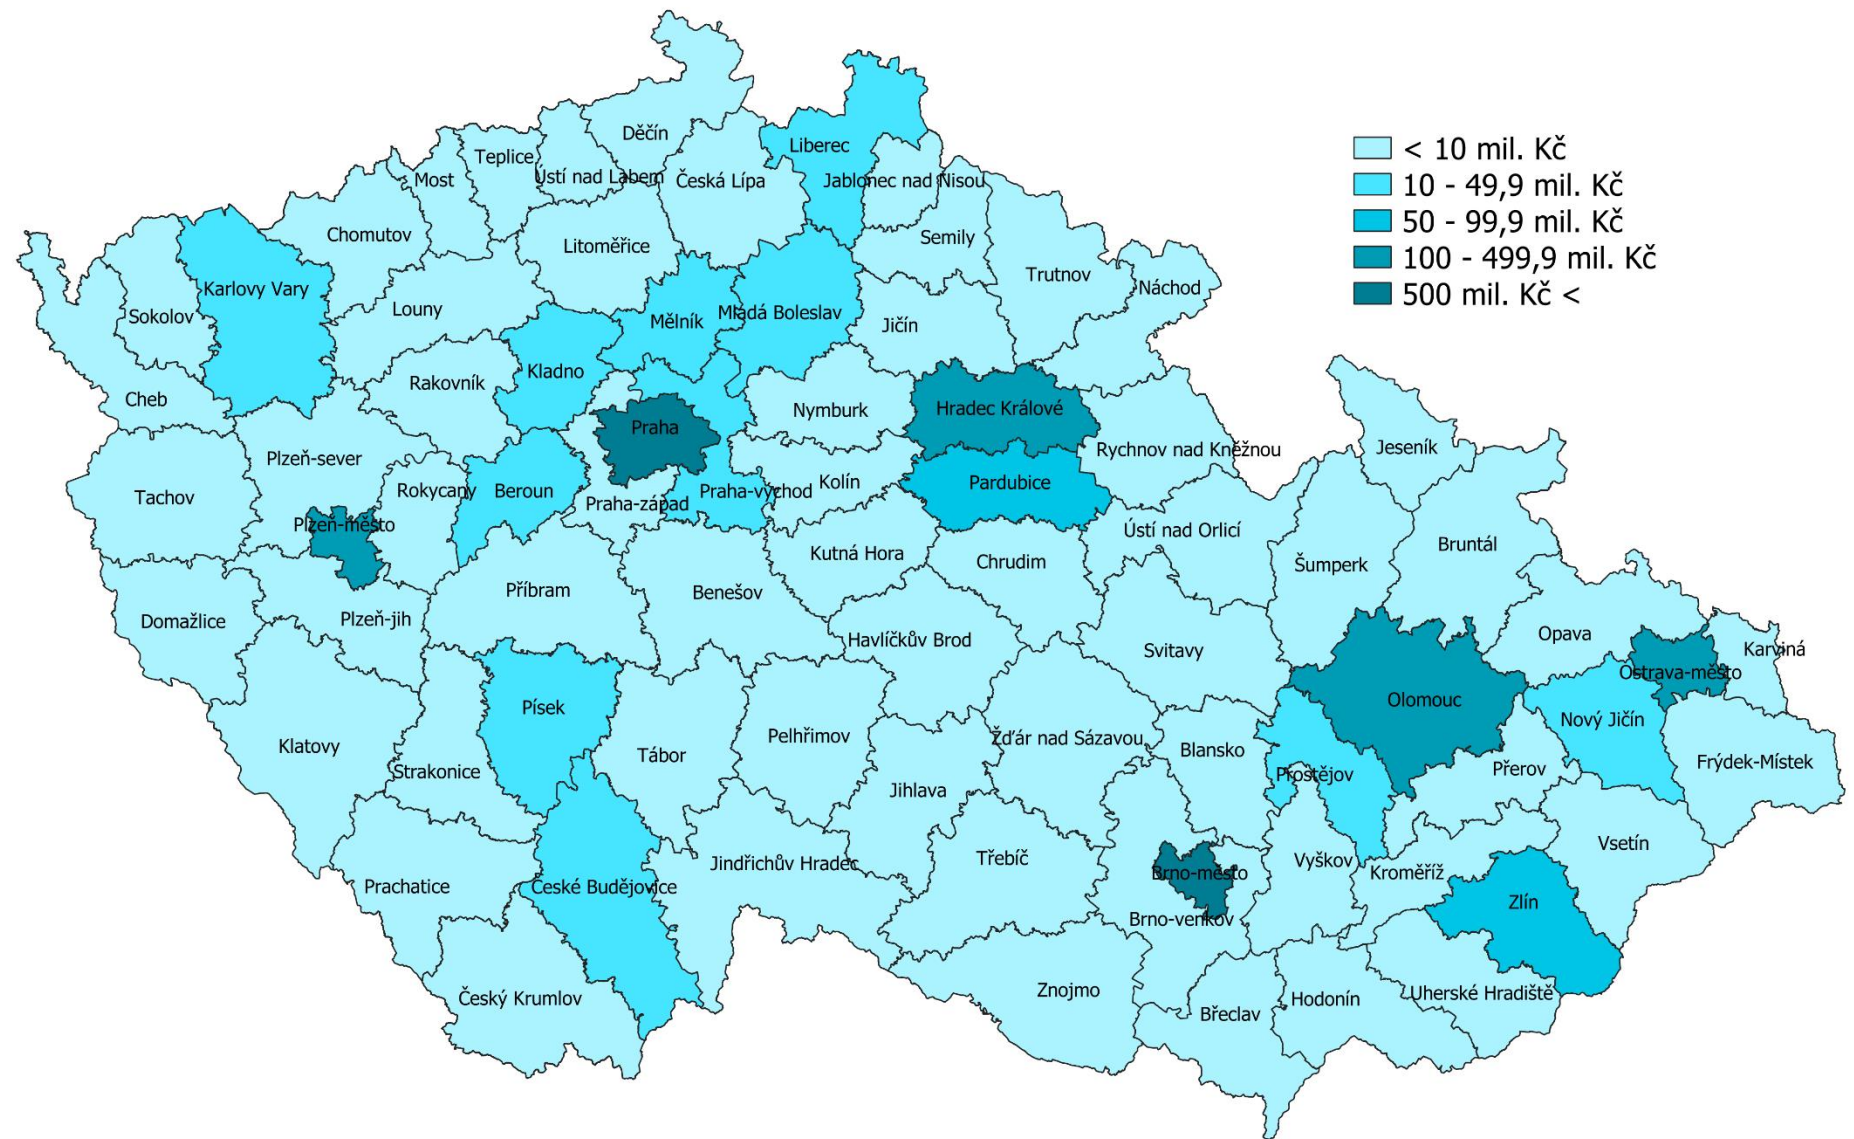 Děčín
Liberec
Teplice
Ústí nad Labem
Most
Česká Lípa
Jablonec nad Nisou
< 10 mil. Kč
10 - 49,9 mil. Kč
50 - 99,9 mil. Kč
100 - 499,9 mil. Kč
500 mil. Kč <
Chomutov
Litoměřice
Semily
Trutnov
Náchod
Karlovy Vary
Sokolov
Louny
Mělník
Mladá Boleslav
Jičín
Kladno
Rakovník
Cheb
Nymburk
Hradec Králové
Praha
Rychnov nad Kněžnou
Jeseník
Plzeň-sever
Tachov
Rokycany
Beroun
Praha-západ
Praha-východ
Kolín
Pardubice
Plzeň-město
Ústí nad Orlicí
Bruntál
Kutná Hora
Chrudim
Šumperk
Příbram
Benešov
Domažlice
Plzeň-jih
Havlíčkův Brod
Svitavy
Opava
Karviná
Ostrava-město
Písek
Olomouc
Nový Jičín
Klatovy
Strakonice
Tábor
Pelhřimov
Žďár nad Sázavou
Blansko
Prostějov
Přerov
Frýdek-Místek
Jihlava
Vsetín
Jindřichův Hradec
Třebíč
Vyškov
Kroměříž
Brno-město
Prachatice
České Budějovice
Zlín
Brno-venkov
Český Krumlov
Znojmo
Břeclav
Hodonín
Uherské Hradiště